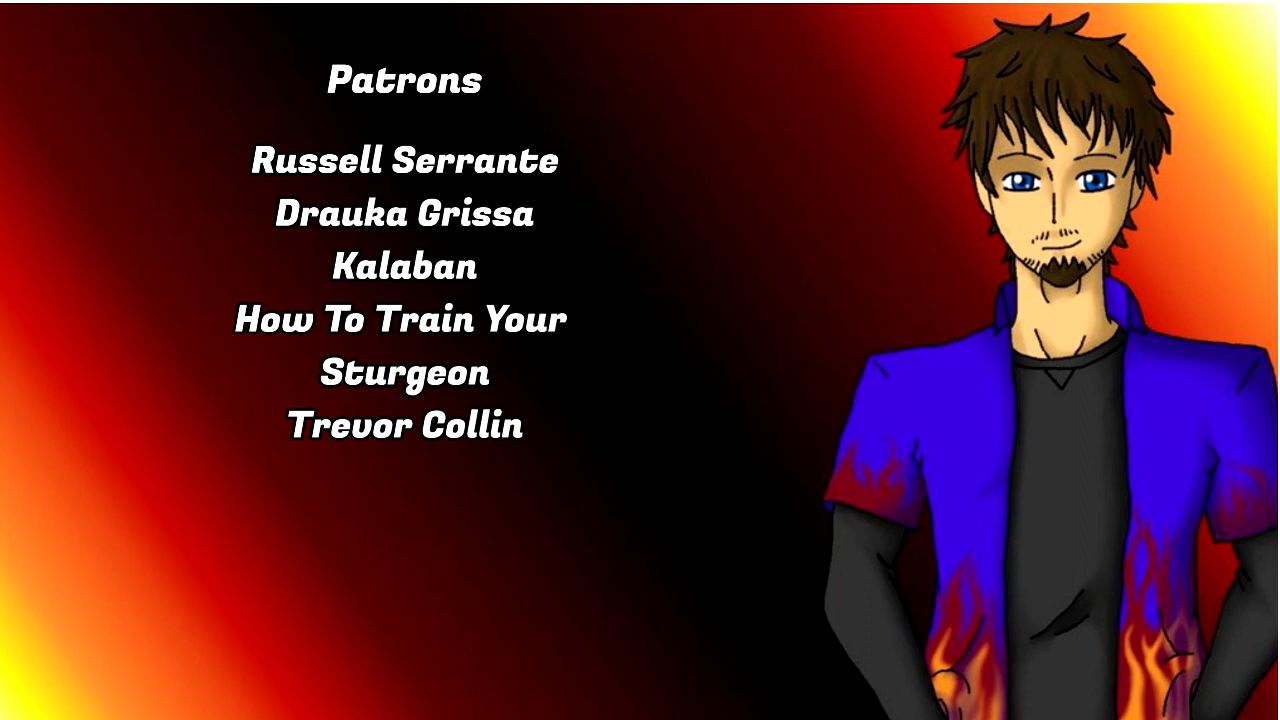 Patrons
Russell Serrante
Drauka Grissa
Kalaban
How To Train Your
Sturgeon
Trevor Collin